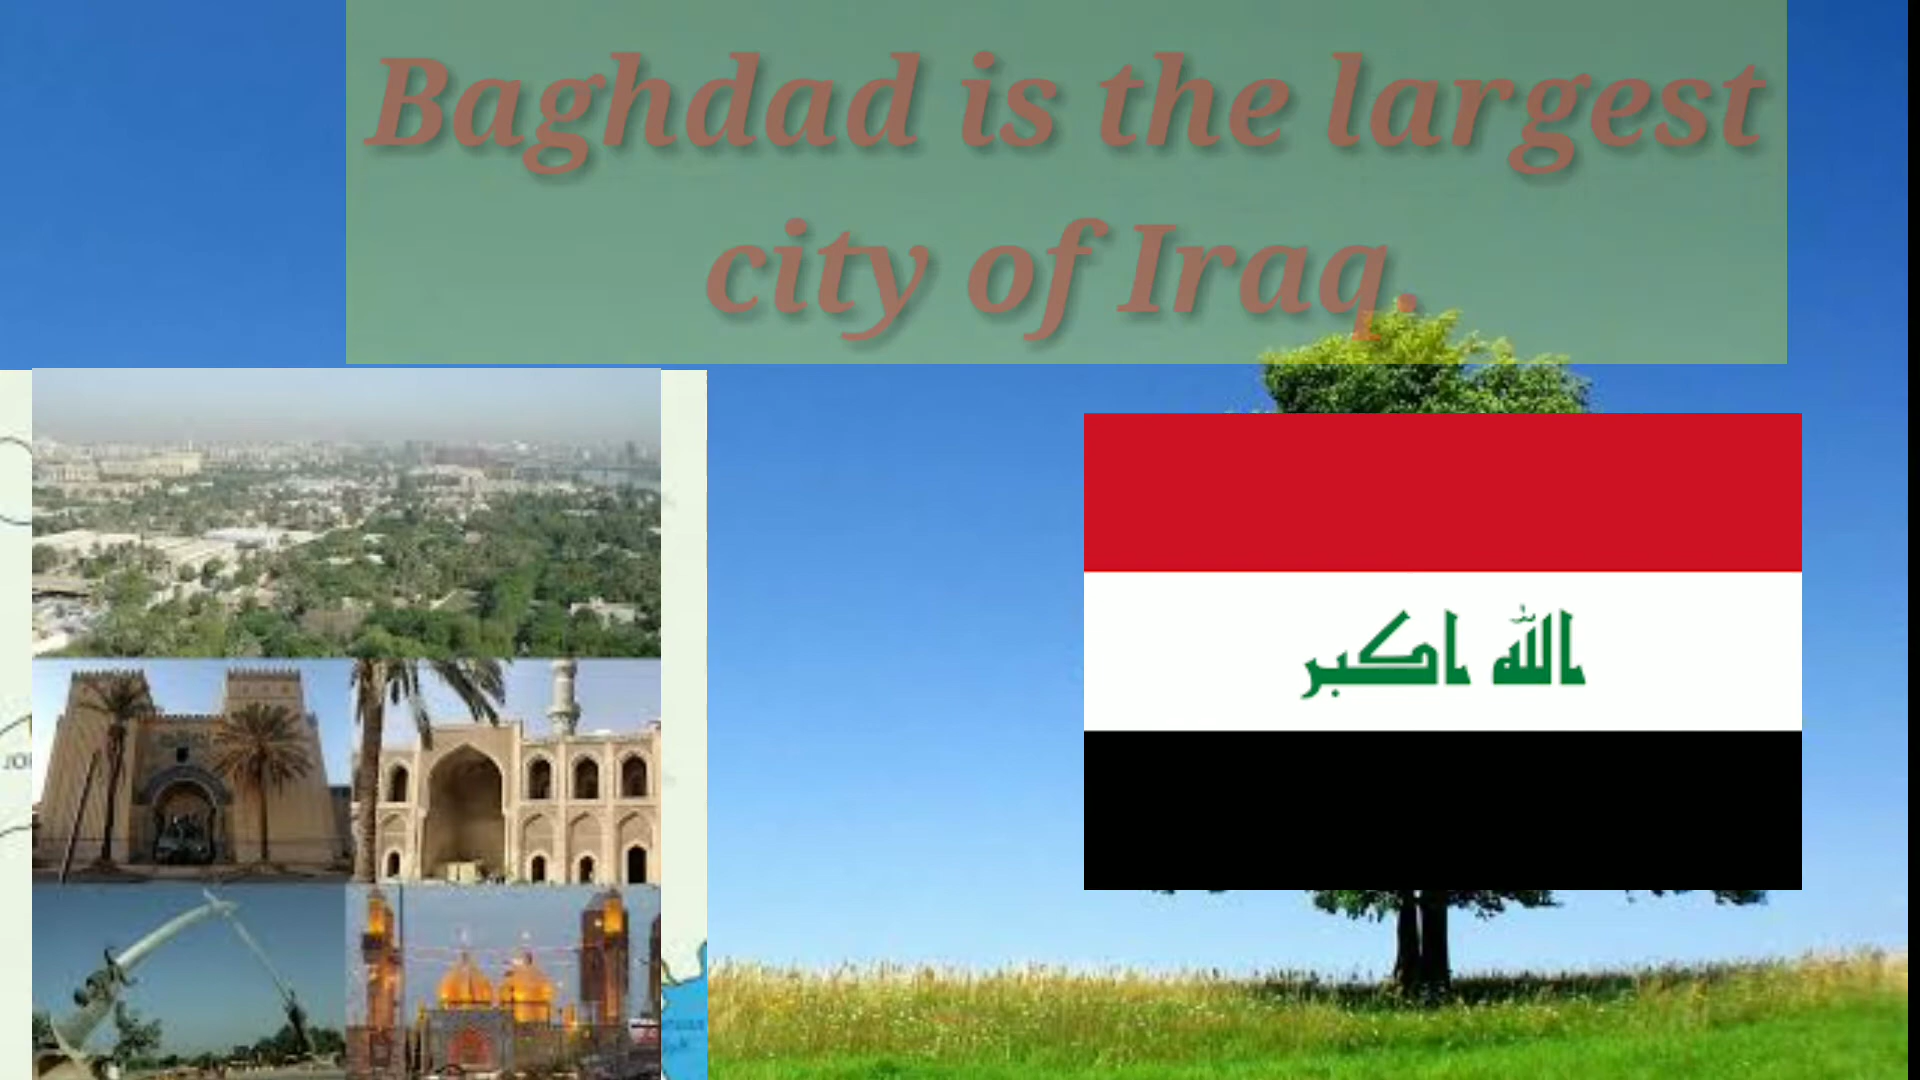 Baghdad is the largest
city of Iraq.
الله اكبر